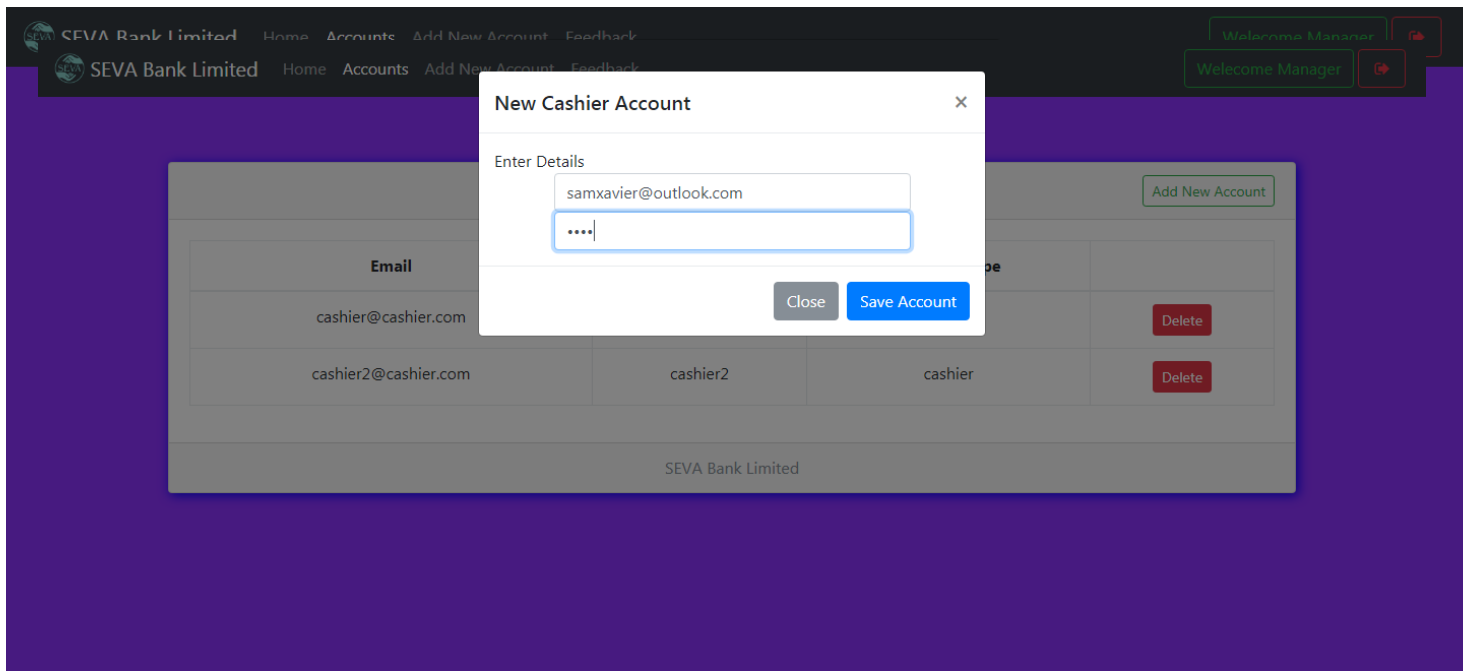 SEVA Bank Limited Home Accounts Add New Account Feedback Welecome Manager
SEVA SEVA Bank Limited Home Accounts Add New Account Feedback Welecome Manager
New Cashier Account ×
Enter Details
samxavier@outlook.com
••••
Close Save Account
Add New Account
Email pe
cashier@cashier.com Delete
cashier2@cashier.com cashier2 cashier Delete
SEVA Bank Limited